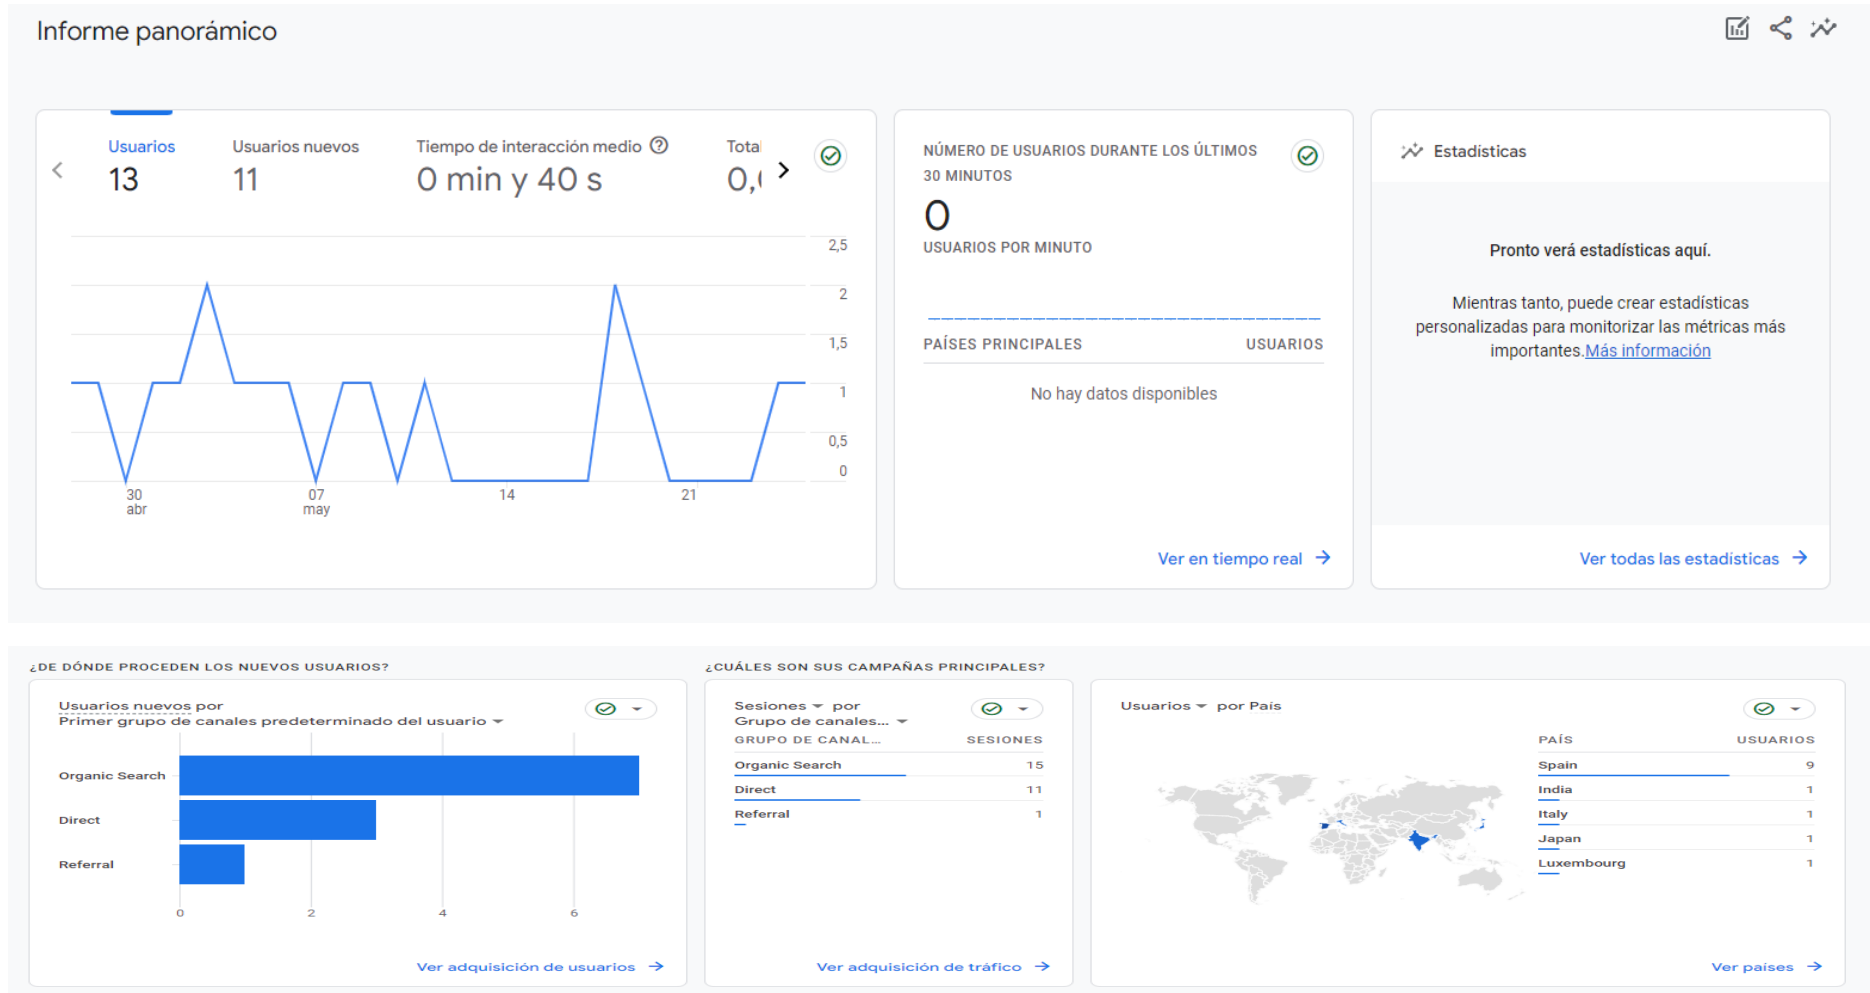 Informe panorámico
Usuarios
13
Usuarios nuevos
11
Tiempo de interacción medio
0 min y 40 s
2,5
2
1,5
1
0,5
0
30
abr
07
may
14
21
NÚMERO DE USUARIOS DURANTE LOS ÚLTIMOS
30 MINUTOS
0
USUARIOS POR MINUTO
PAÍSES PRINCIPALES USUARIOS
No hay datos disponibles
Ver en tiempo real
Estadísticas
Pronto verá estadísticas aquí.
Mientras tanto, puede crear estadísticas
personalizadas para monitorizar las métricas más
importantes.Más información
Ver todas las estadísticas
¿DE DÓNDE PROCEDEN LOS NUEVOS USUARIOS?
Usuarios nuevos por
Primer grupo de canales predeterminado del usuario
Organic Search
Direct
Referral
0 2 4 6
Ver adquisición de usuarios
¿CUÁLES SON SUS CAMPAÑAS PRINCIPALES?
Sesiones por
Grupo de canales...
GRUPO DE CANAL... SESIONES
Organic Search 15
Direct 11
Referral 1
Ver adquisición de tráfico
Usuarios por País
PAÍS USUARIOS
Spain 9
India 1
Italy 1
Japan 1
Luxembourg 1
Ver países